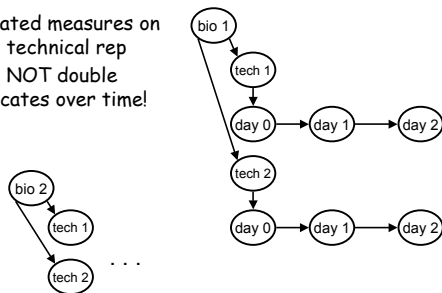 ated measures on
technical rep
NOT double
cates over time!
bio 1
tech 1
day 0 day 1 day 2
tech 2
day 0 day 1 day 2
bio 2
tech 1
tech 2
. . .